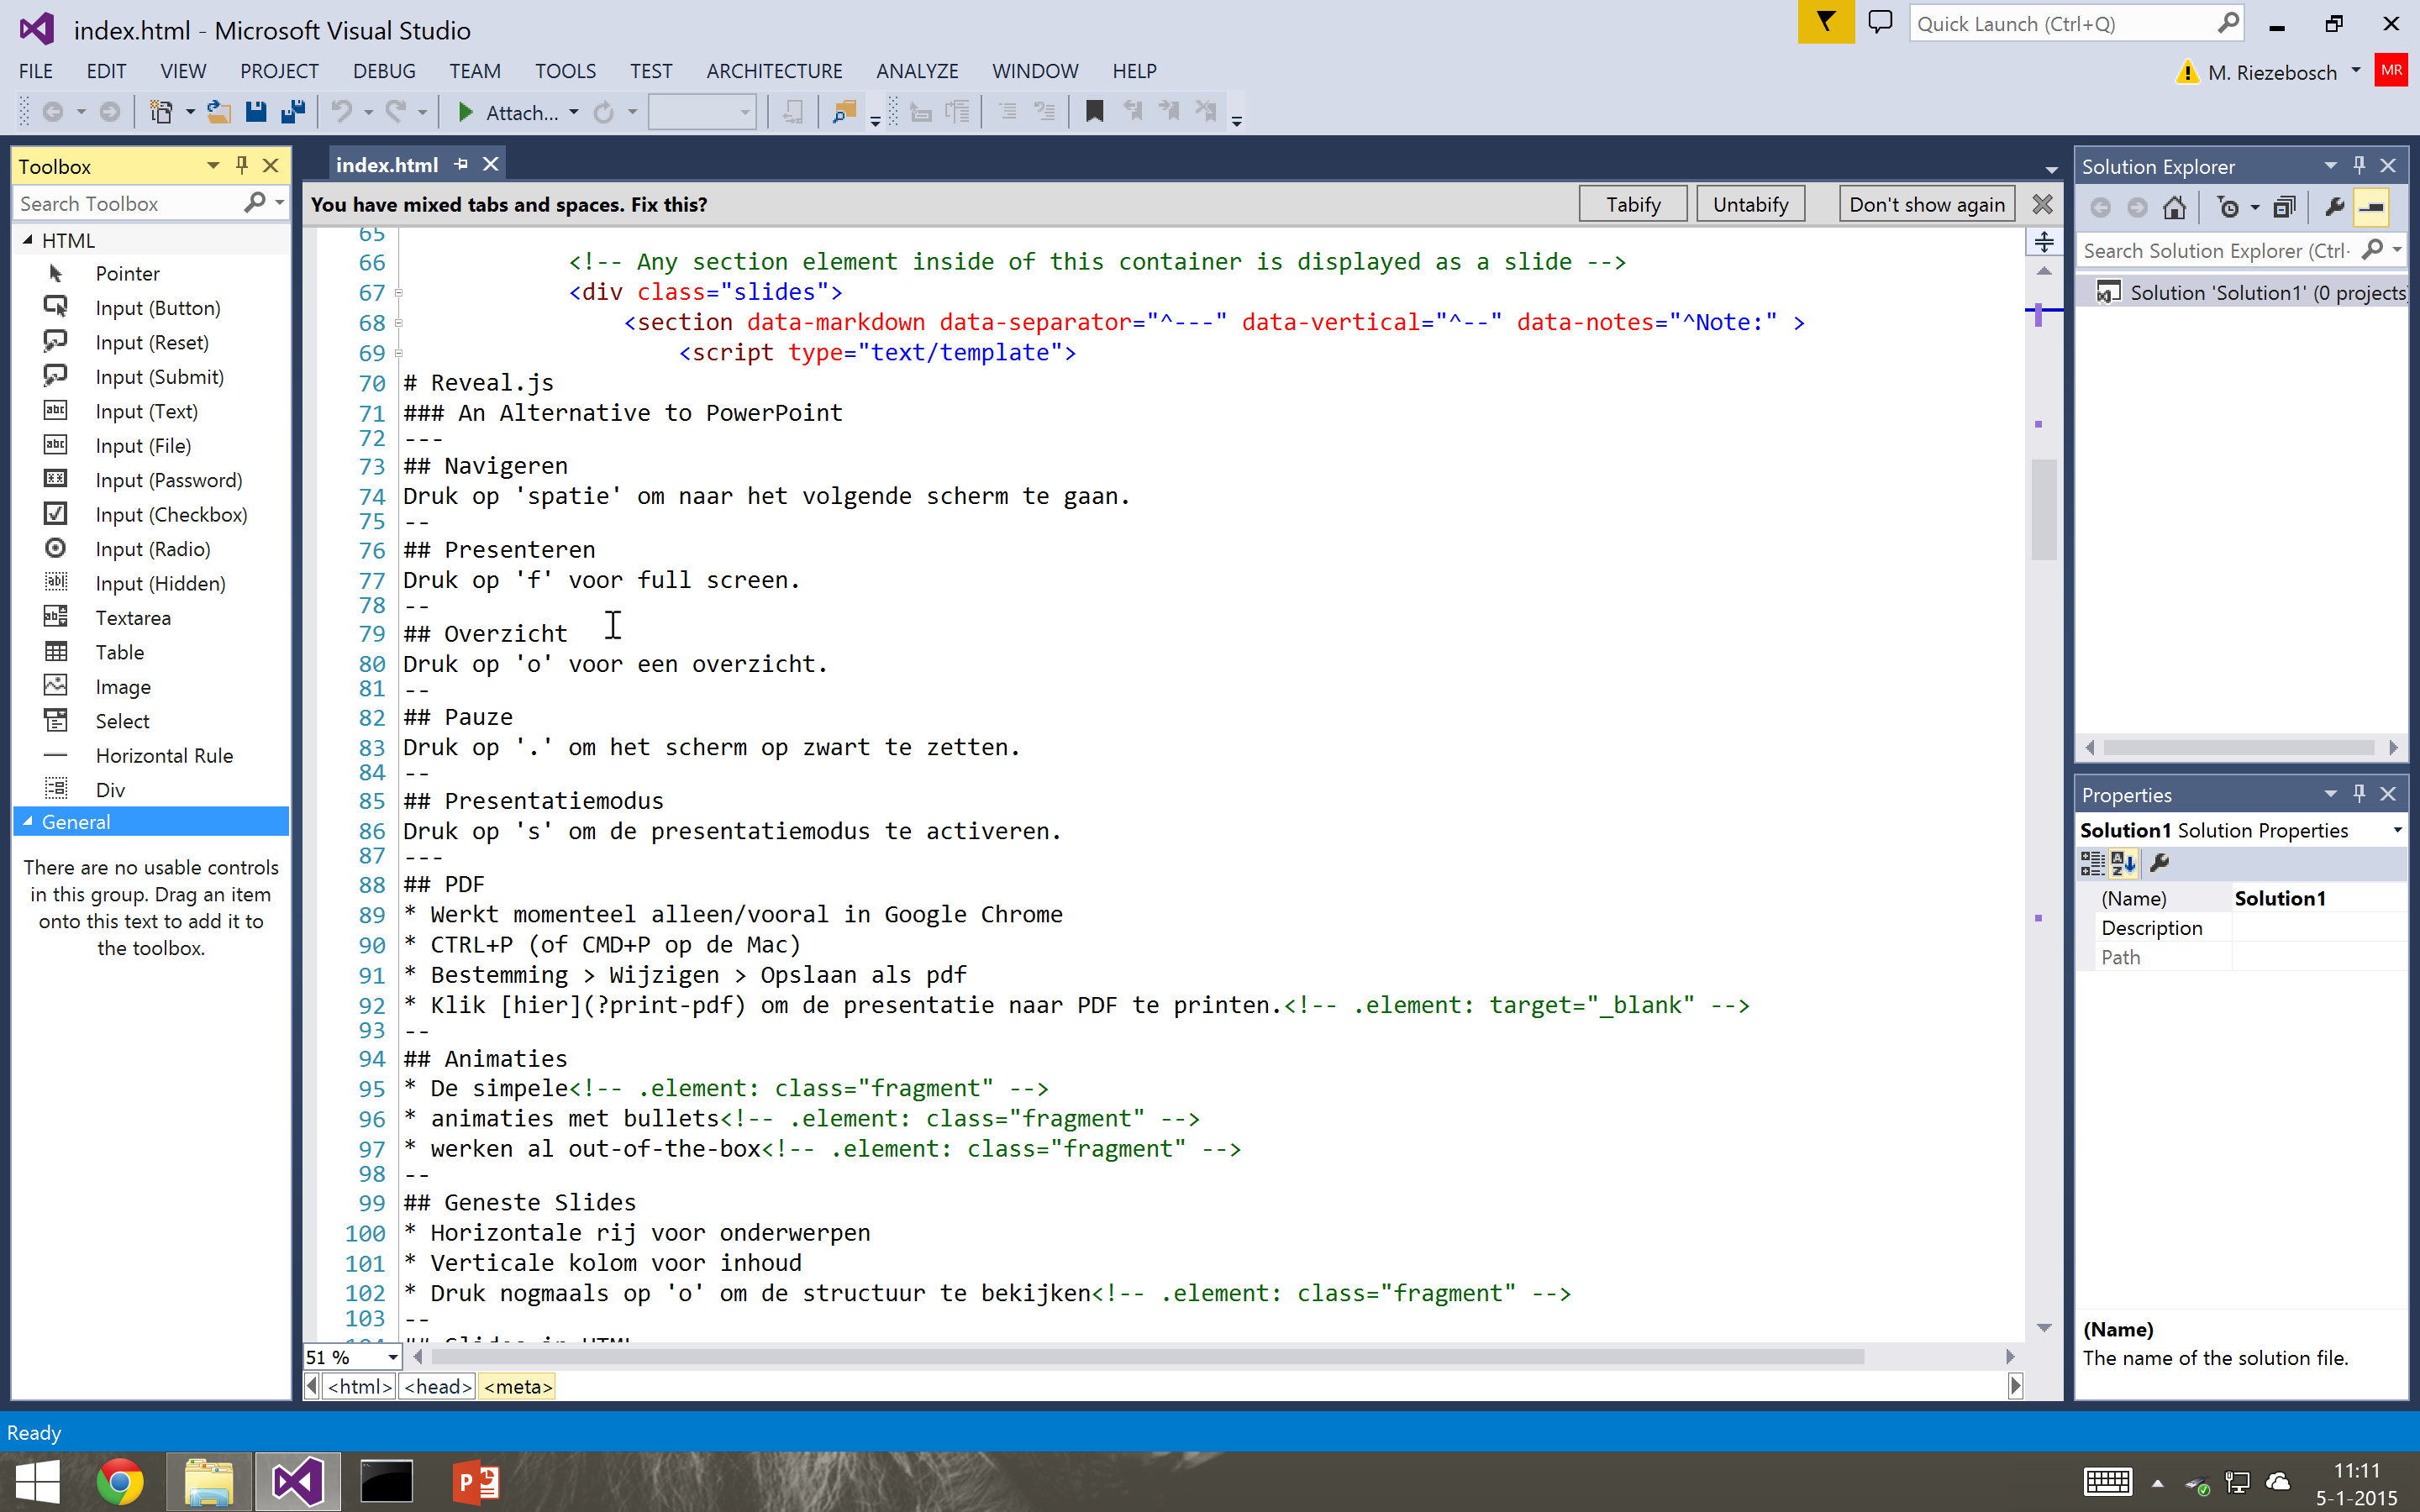 index.html - Microsoft Visual Studio
Quick Launch (Ctrl+Q)
FILE EDIT VIEW PROJECT DEBUG TEAM TOOLS TEST ARCHITECTURE ANALYZE WINDOW HELP
M. Riezebosch MR
Attach...
Toolbox
Search Toolbox
HTML
Pointer
Input (Button)
Input (Reset)
Input (Submit)
Input (Text)
Input (File)
Input (Password)
Input (Checkbox)
Input (Radio)
Input (Hidden)
Textarea
Table
Image
Select
Horizontal Rule
Div
General
There are no usable controls
in this group. Drag an item
onto this text to add it to
the toolbox.
index.html
You have mixed tabs and spaces. Fix this? Tabify Untabify Don't show again
65
66 <!-- Any section element inside of this container is displayed as a slide -->
67 <div class="slides">
68 <section data-markdown data-separator="^---" data-vertical="^--" data-notes="^Note:" >
69 <script type="text/template">
70 # Reveal.js
71 ### An Alternative to PowerPoint
72 ---
73 ## Navigeren
74 Druk op 'spatie' om naar het volgende scherm te gaan.
75 --
76 ## Presenteren
77 Druk op 'f' voor full screen.
78 --
79 ## Overzicht
80 Druk op 'o' voor een overzicht.
81 --
82 ## Pauze
83 Druk op '.' om het scherm op zwart te zetten.
84 --
85 ## Presentatiemodus
86 Druk op 's' om de presentatiemodus te activeren.
87 ---
88 ## PDF
89 * Werkt momenteel alleen/vooral in Google Chrome
90 * CTRL+P (of CMD+P op de Mac)
91 * Bestemming > Wijzigen > Opslaan als pdf
92 * Klik [hier](?print-pdf) om de presentatie naar PDF te printen.<!-- .element: target="_blank" -->
93 --
94 ## Animaties
95 * De simpele<!-- .element: class="fragment" -->
96 * animaties met bullets<!-- .element: class="fragment" -->
97 * werken al out-of-the-box<!-- .element: class="fragment" -->
98 --
99 ## Geneste Slides
100 * Horizontale rij voor onderwerpen
101 * Verticale kolom voor inhoud
102 * Druk nogmaals op 'o' om de structuur te bekijken<!-- .element: class="fragment" -->
103 --
104 ## Slides in HTML
51 %
<html> <head> <meta>
Solution Explorer
Search Solution Explorer (Ctrl-
Solution 'Solution1' (0 projects
Properties
Solution1 Solution Properties
(Name) Solution1
Description
Path
(Name)
The name of the solution file.
Ready
11:11
5-1-2015